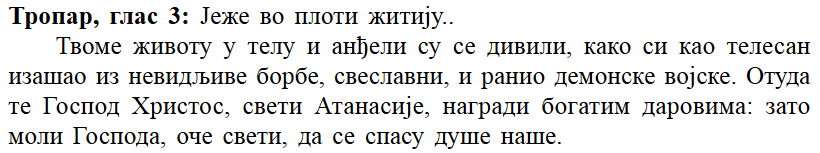 Тропар, глас 3: Јеже во плоти житију..
Твоме животу у телу и анђели су се дивили, како си као телесан
изашао из невидљиве борбе, свеславни, и ранио демонске војске. Отуда
те Господ Христос, свети Атанасије, награди богатим даровима: зато
моли Господа, оче свети, да се спасу душе наше.